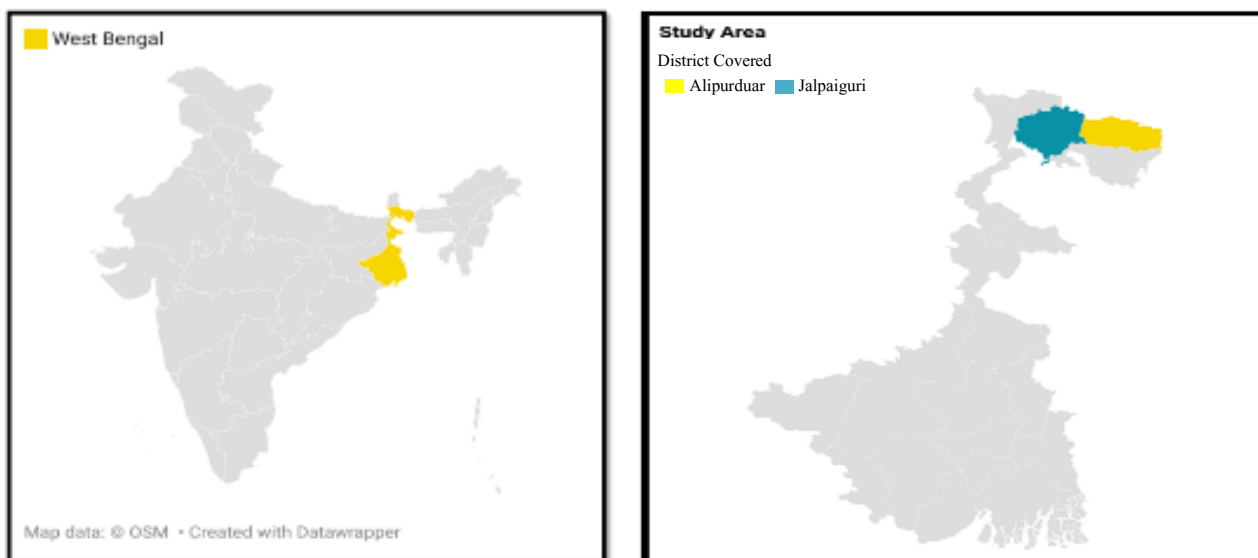 West Bengal
Map data: © OSM • Created with Datawrapper
Study Area
District Covered
Alipurduar Jalpaiguri